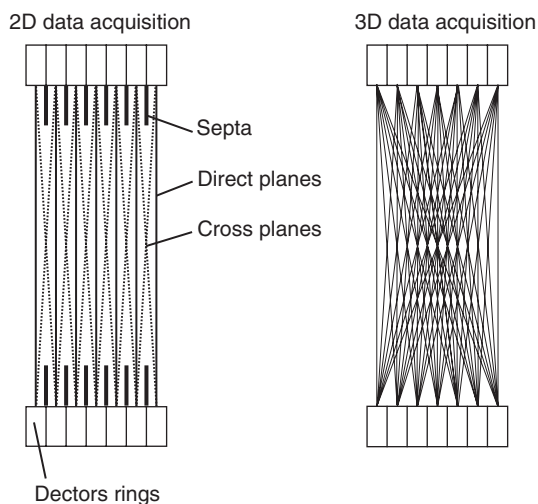 2D data acquisition
3D data acquisition
Septa
Direct planes
Cross planes
Dectors rings